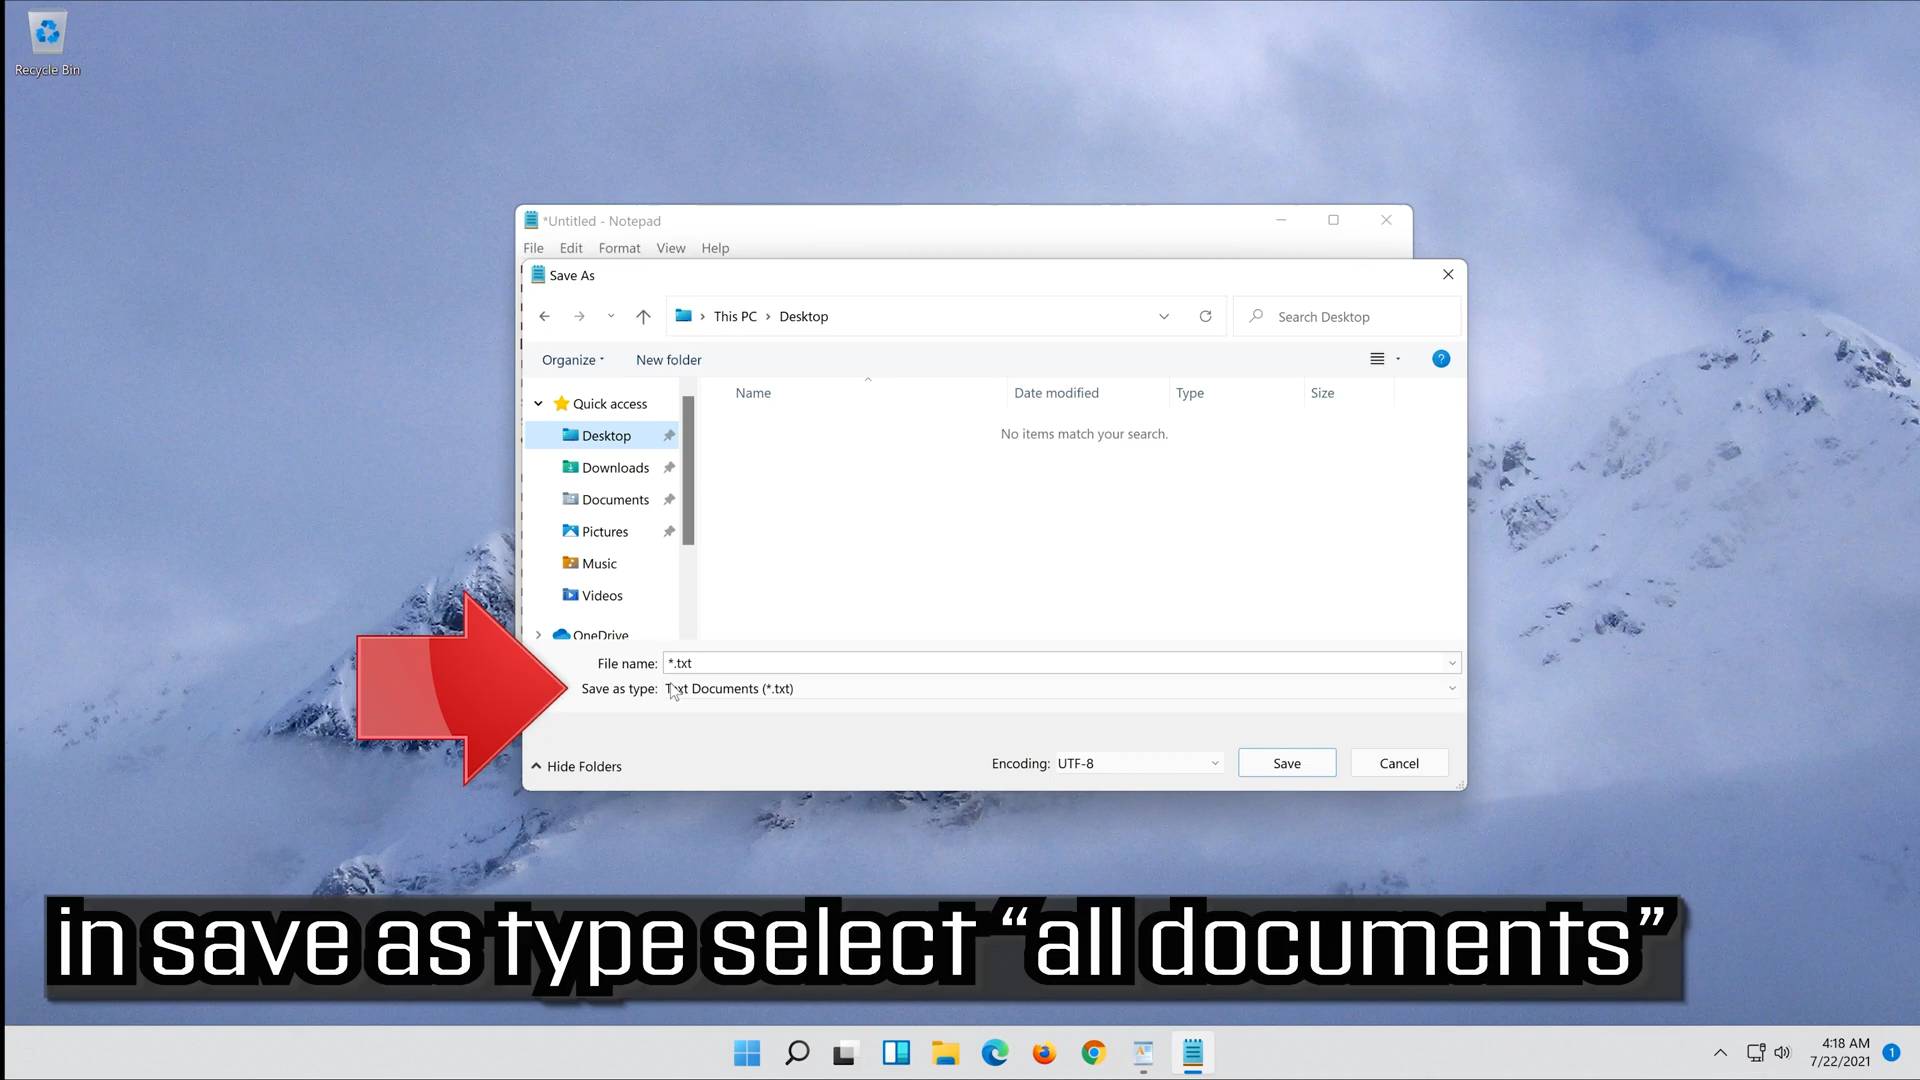 Recycle Bin
*Untitled - Notepad
File Edit Format View Help
Save As
This PC Desktop
Search Desktop
Organize New folder
Name Date modified Type Size
Quick access
No items match your search.
Desktop
Downloads
Documents
Pictures
Music
Videos
OneDrive
File name: *.txt
Save as type: Text Documents (*.txt)
Hide Folders Encoding: UTF-8 Save Cancel
in save as type select “all documents”
4:18 AM
7/22/2021
1